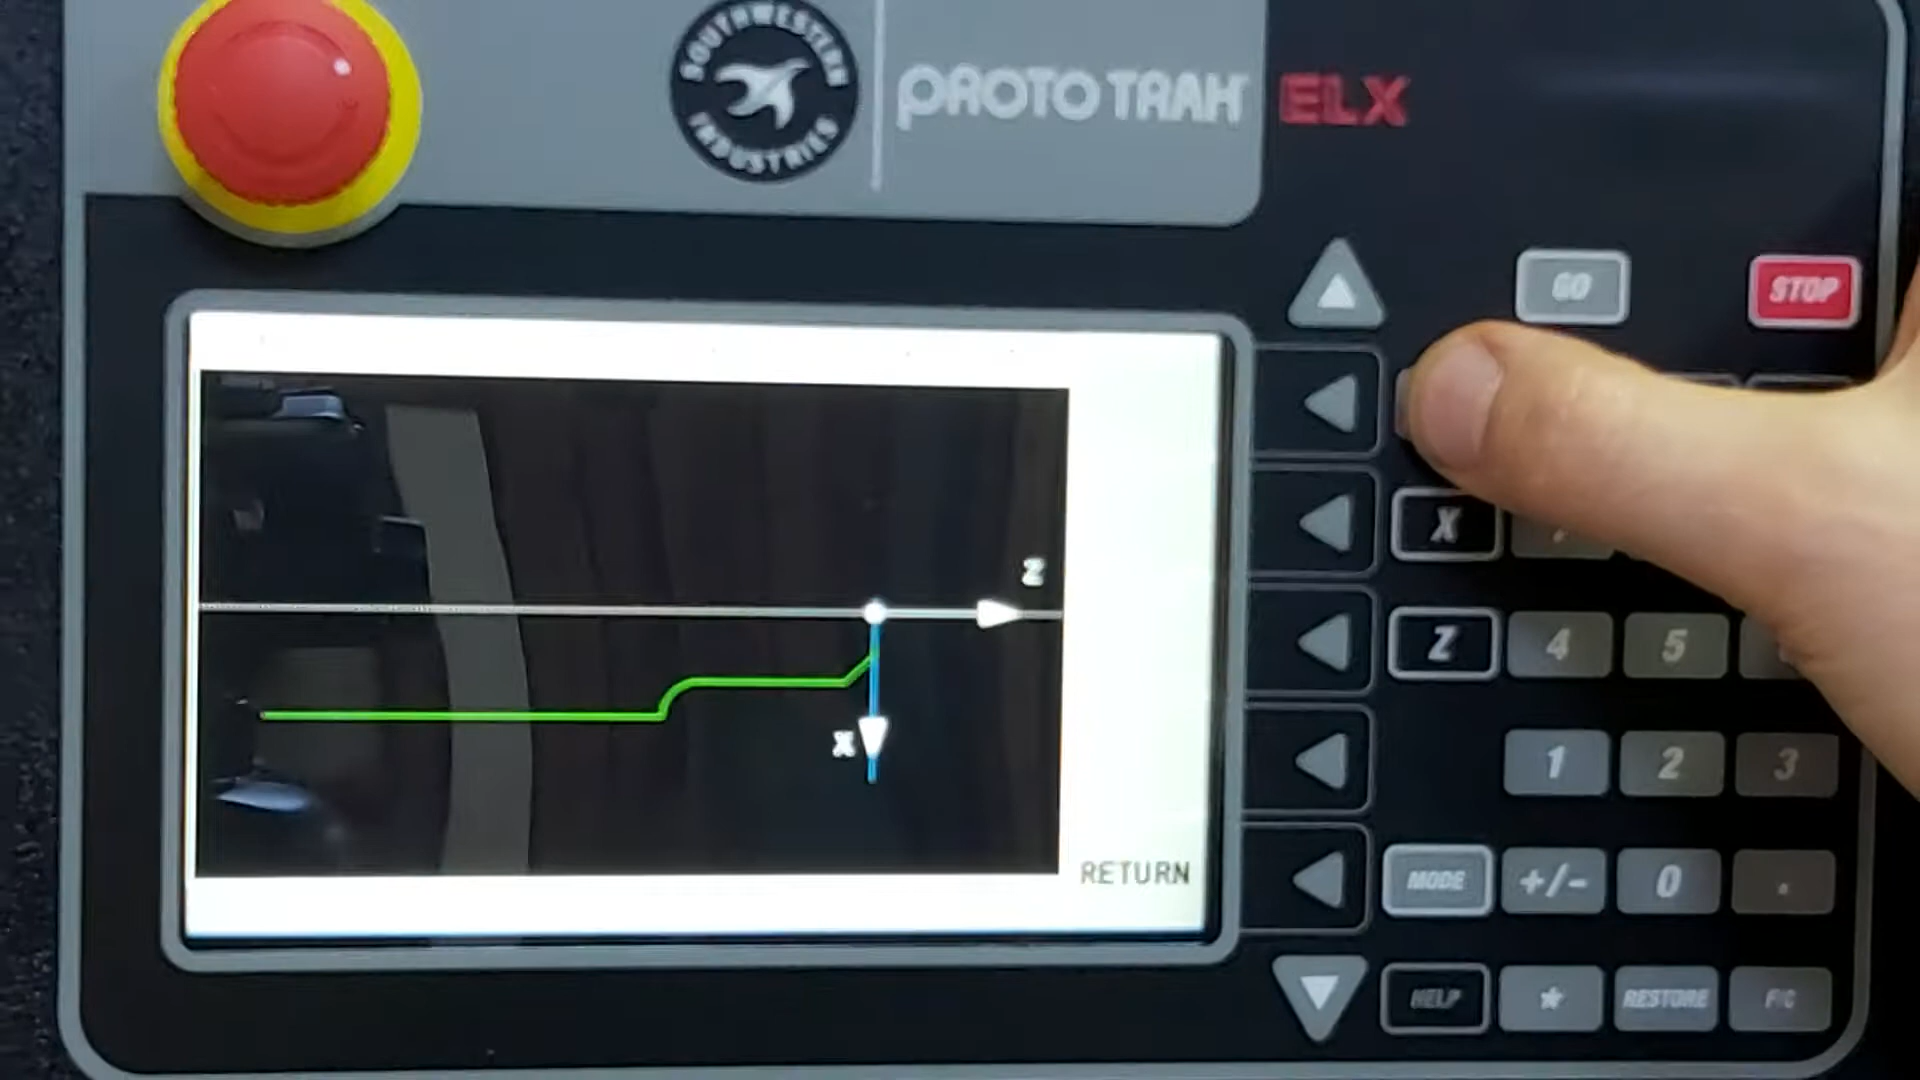 SOUTHWESTERN
INDUSTRIES
PROTO TRAK ELX
GO
STOP
X
Z
Z
4
5
X
1
2
3
RETURN
MODE
+/-
0
.
HELP
*
RESTORE